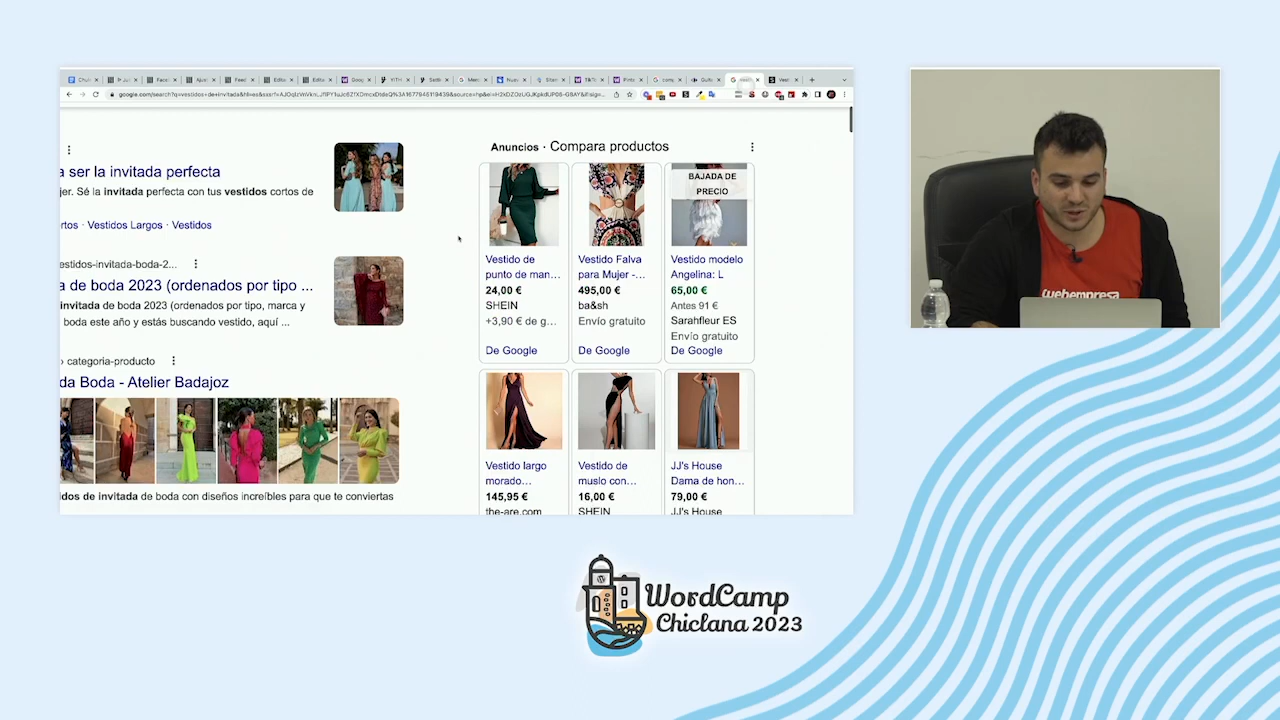 Anuncios · Compara productos
a ser la invitada perfecta
jer. Sé la invitada perfecta con tus vestidos cortos de
rtos · Vestidos Largos · Vestidos
estidos-invitada-boda-2...
a de boda 2023 (ordenados por tipo ...
invitada de boda 2023 (ordenados por tipo, marca y
boda este año y estás buscando vestido, aquí ...
categoria-producto
da Boda - Atelier Badajoz
idos de invitada de boda con diseños increíbles para que te conviertas
Vestido de
punto de man...
24,00 €
SHEIN
+3,90 € de g...
De Google
Vestido Falva
para Mujer -...
495,00 €
ba&sh
Envío gratuito
De Google
BAJADA DE
PRECIO
Vestido modelo
Angelina: L
65,00 €
Antes 91 €
Sarahfleur ES
Envío gratuito
De Google
Vestido largo
morado...
145,95 €
the-are.com
Vestido de
muslo con...
16,00 €
SHEIN
JJ's House
Dama de hon...
79,00 €
JJ's House
webempresa
WordCamp
Chiclana 2023